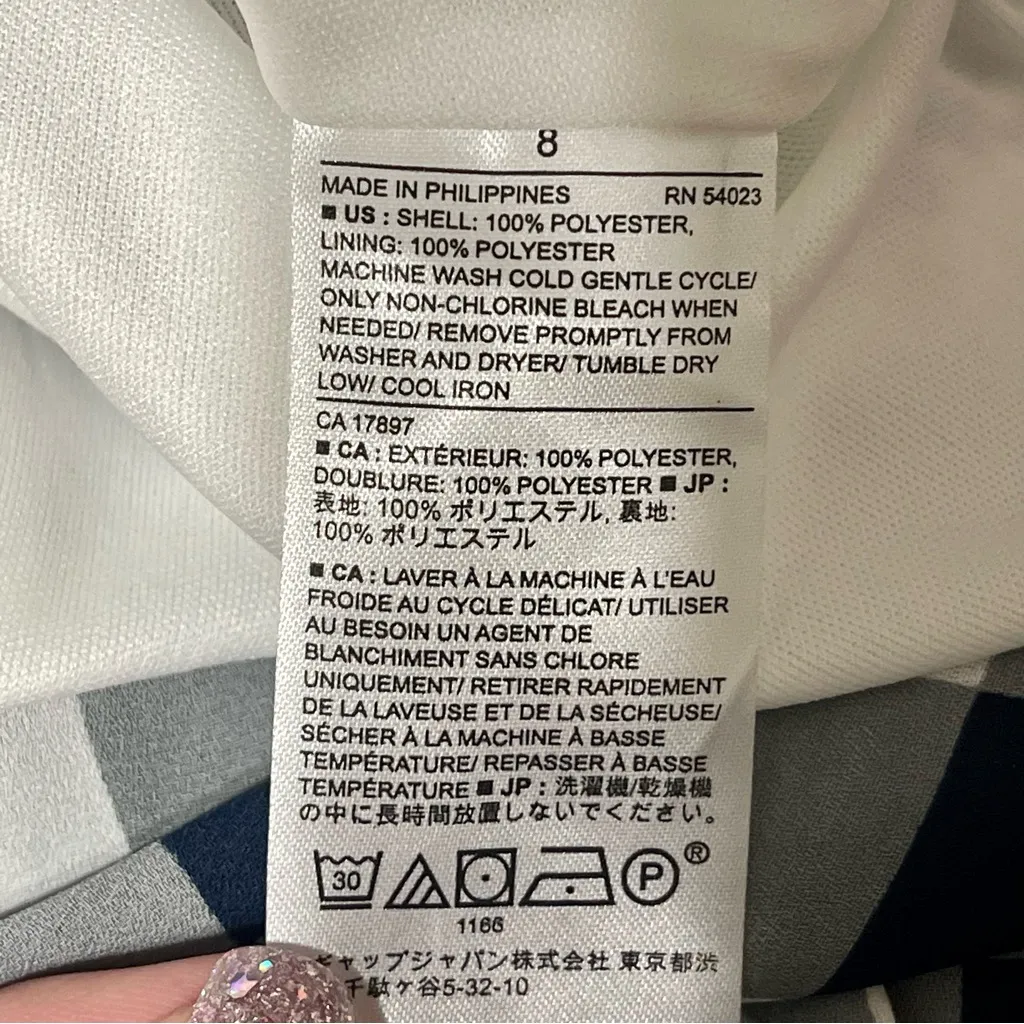 8
MADE IN PHILIPPINES RN 54023
■ US : SHELL: 100% POLYESTER,
LINING: 100% POLYESTER
MACHINE WASH COLD GENTLE CYCLE/
ONLY NON-CHLORINE BLEACH WHEN
NEEDED/ REMOVE PROMPTLY FROM
WASHER AND DRYER/ TUMBLE DRY
LOW/ COOL IRON
CA 17897
■ CA : EXTÉRIEUR: 100% POLYESTER,
DOUBLURE: 100% POLYESTER ■ JP :
表地: 100% ポリエステル, 裏地:
100% ポリエステル
■ CA : LAVER À LA MACHINE À L'EAU
FROIDE AU CYCLE DÉLICAT/ UTILISER
AU BESOIN UN AGENT DE
BLANCHIMENT SANS CHLORE
UNIQUEMENT/ RETIRER RAPIDEMENT
DE LA LAVEUSE ET DE LA SÉCHEUSE/
SÉCHER À LA MACHINE À BASSE
TEMPÉRATURE/ REPASSER À BASSE
TEMPÉRATURE ■ JP : 洗濯機/乾燥機
の中に長時間放置しないでください。
30 P ®
1166
ギャップジャパン株式会社 東京都渋
千駄ヶ谷5-32-10